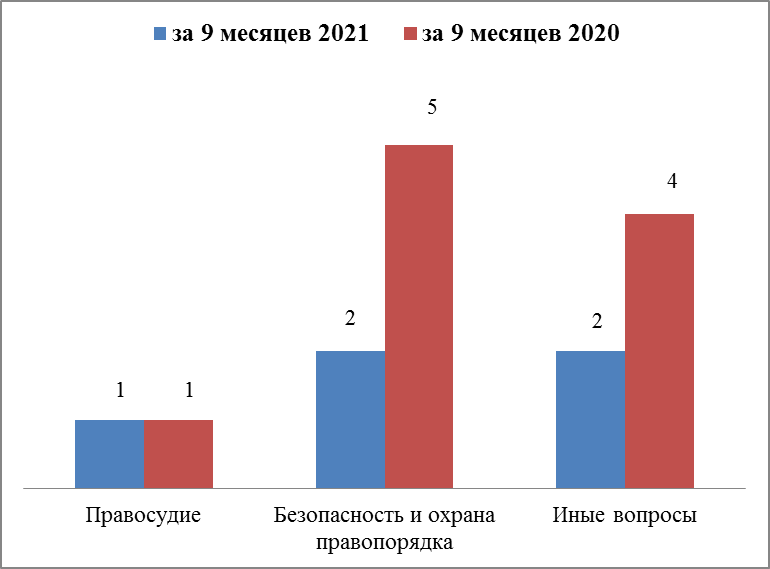 за 9 месяцев 2021 за 9 месяцев 2020
5
4
2
2
1 1
Правосудие
Безопасность и охрана
правопорядка
Иные вопросы